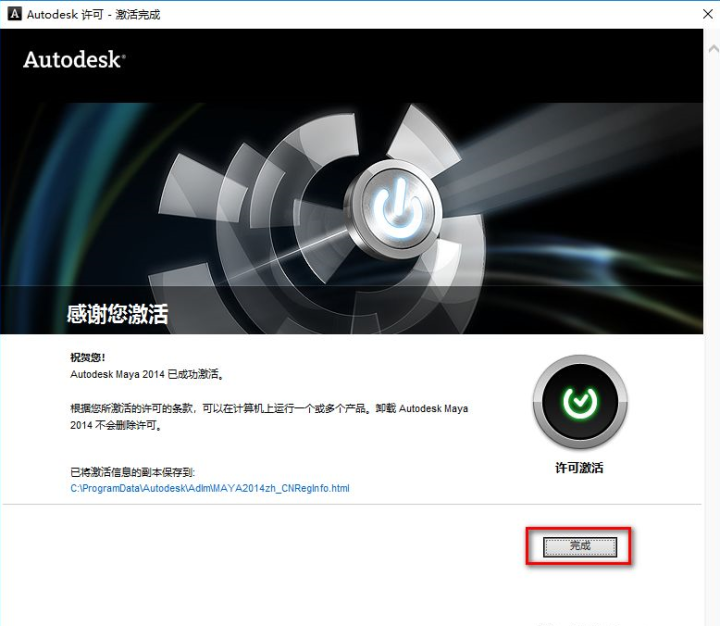 Autodesk 许可 - 激活完成
Autodesk®
感谢您激活
祝贺您!
Autodesk Maya 2014 已成功激活。
根据您所激活的许可的条款，可以在计算机上运行一个或多个产品。卸载 Autodesk Maya
2014 不会删除许可。
许可激活
已将激活信息的副本保存到:
C:\ProgramData\Autodesk\Adlm\MAYA2014zh_CNRegInfo.html
完成